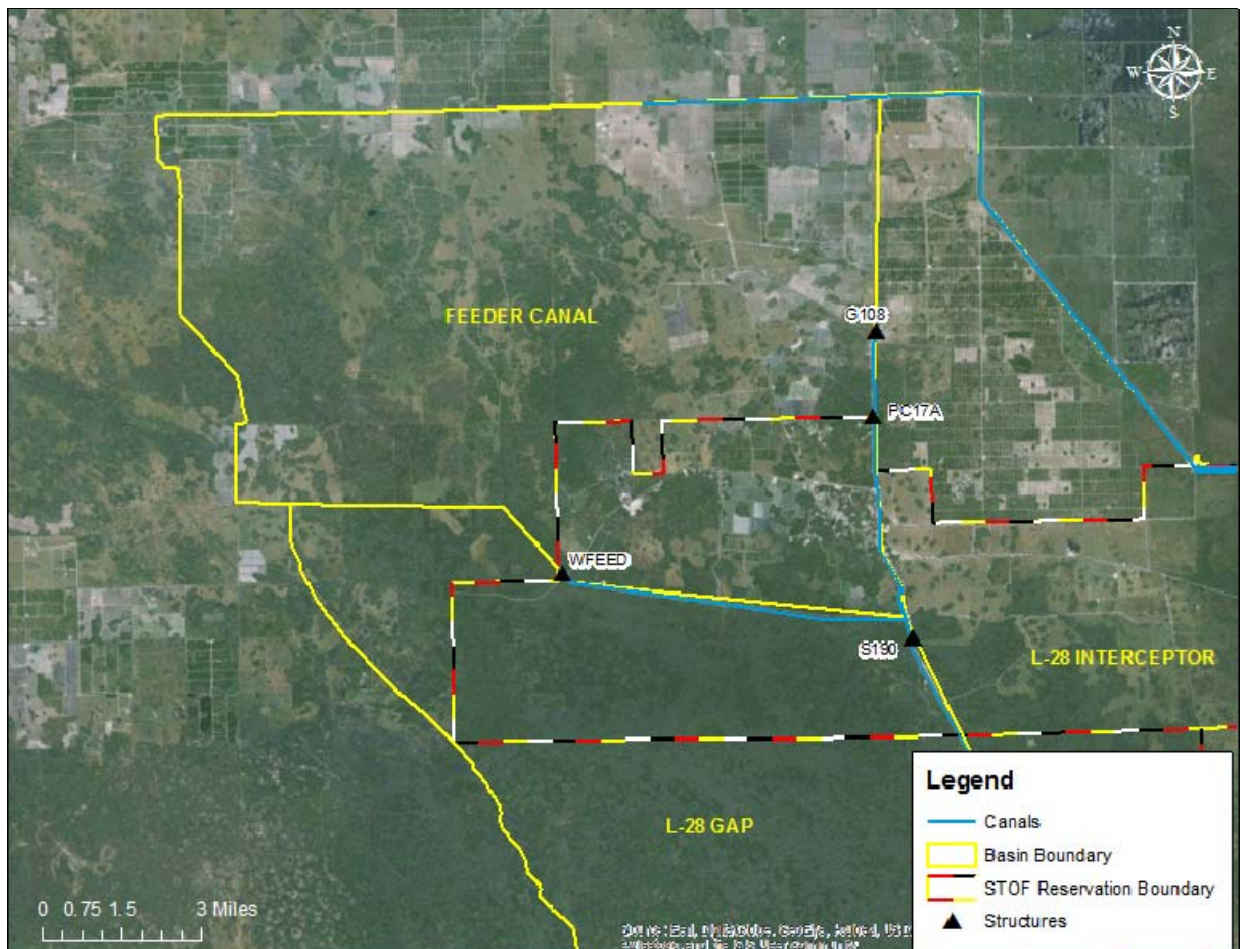 N
W E
S
FEEDER CANAL
G108
PC17A
WFEED
S190
L-28 INTERCEPTOR
L-28 GAP
Legend
Canals
Basin Boundary
STOF Reservation Boundary
Structures
0 0.75 1.5 3 Miles